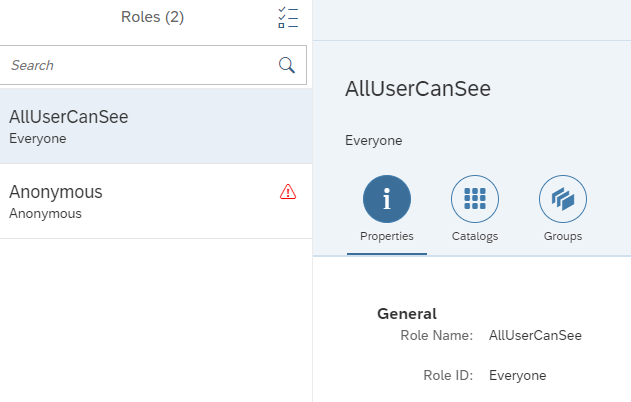 Roles (2)
Search
AllUserCanSee
Everyone
Anonymous
Anonymous
AllUserCanSee
Everyone
Properties
Catalogs
Groups
General
Role Name: AllUserCanSee
Role ID: Everyone